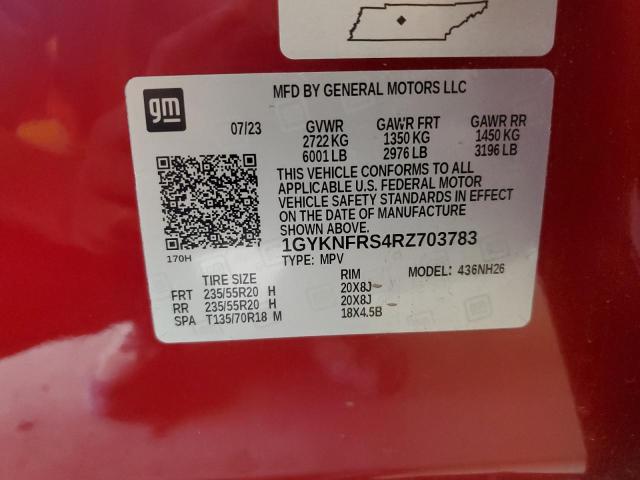 MFD BY GENERAL MOTORS LLC
gm
07/23 GVWR GAWR FRT GAWR RR
2722 KG 1350 KG 1450 KG
6001 LB 2976 LB 3196 LB
THIS VEHICLE CONFORMS TO ALL
APPLICABLE U.S. FEDERAL MOTOR
VEHICLE SAFETY STANDARDS IN EFFECT
ON THE DATE OF MANUFACTURE
SHOWN ABOVE.
170H
1GYKNFRS4RZ703783
TYPE: MPV MODEL: 436NH26
TIRE SIZE RIM
FRT 235/55R20 H 20X8J
RR 235/55R20 H 20X8J
SPA T135/70R18 M 18X4.5B